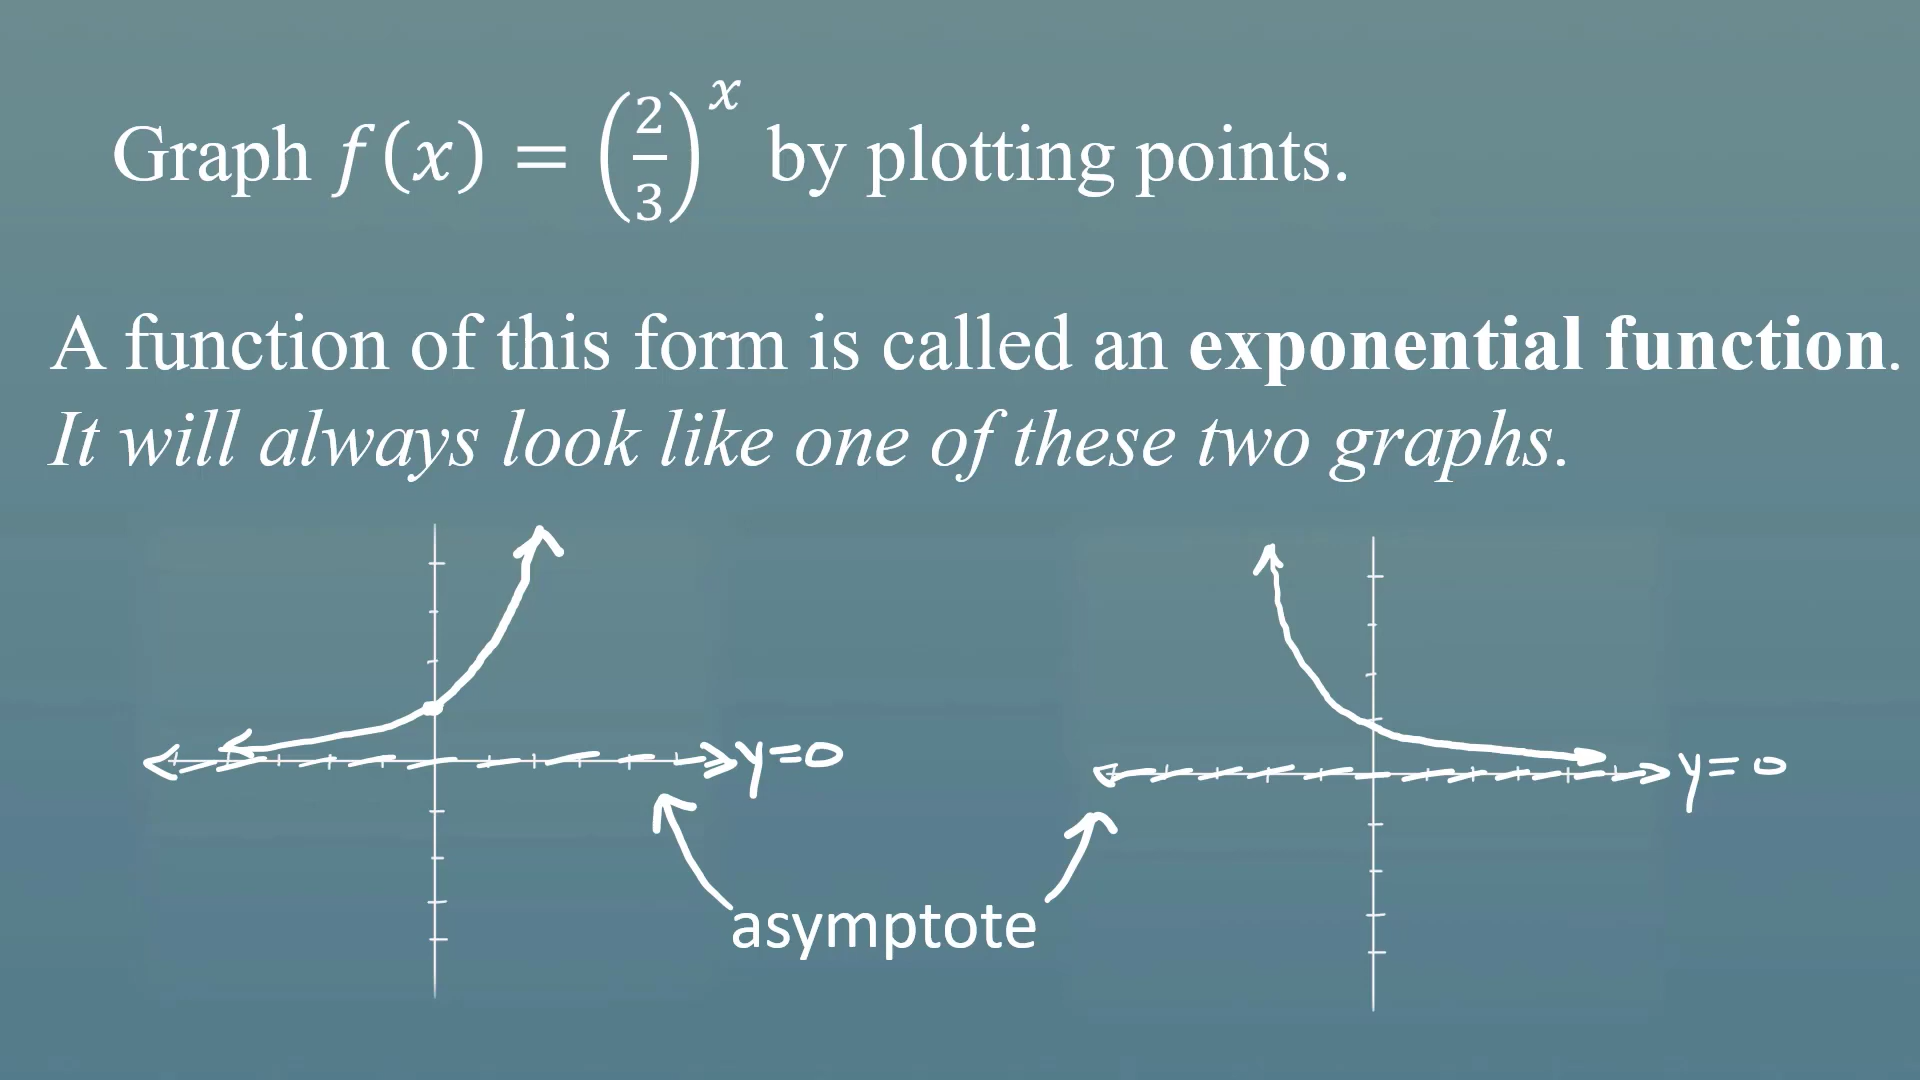 Graph f(x) = (2/3)^x by plotting points.
A function of this form is called an exponential function.
It will always look like one of these two graphs.
y=0
y=0
asymptote